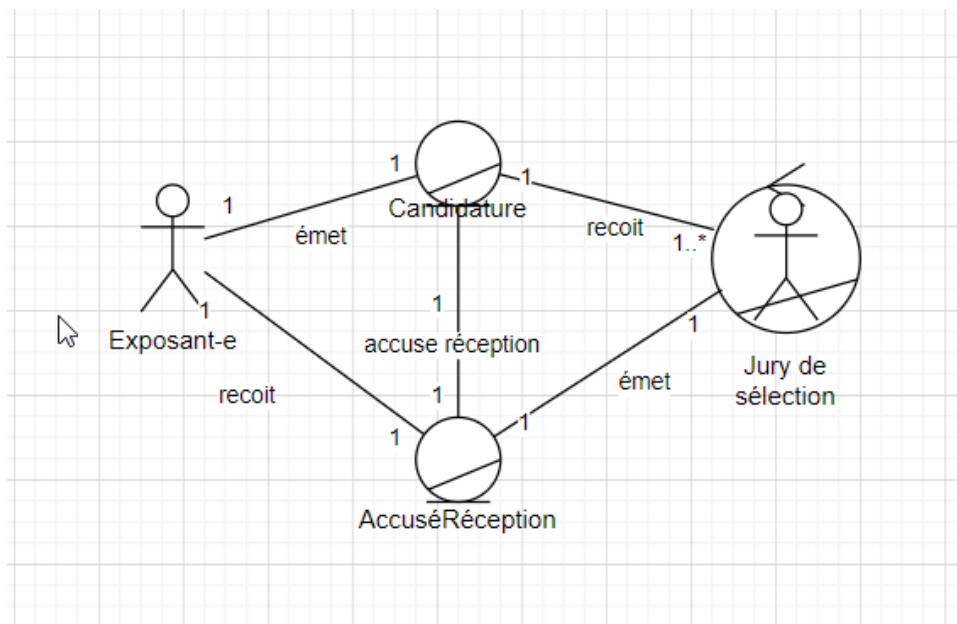 1
1
Candidature
1
émet
recoit
1..*
1
Exposant-e
1
accuse réception
1
Jury de
sélection
recoit
émet
1
1
1
AccuséRéception